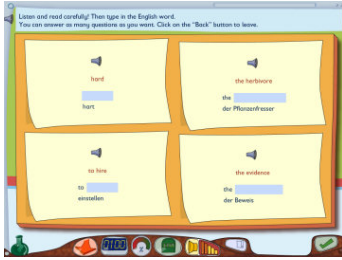 Listen and read carefully! Then type in the English word.
You can answer as many questions as you want. Click on the "Back" button to leave.
hard
hart
the herbivore
the
der Pflanzenfresser
to hire
to
einstellen
the evidence
the
der Beweis
01:00